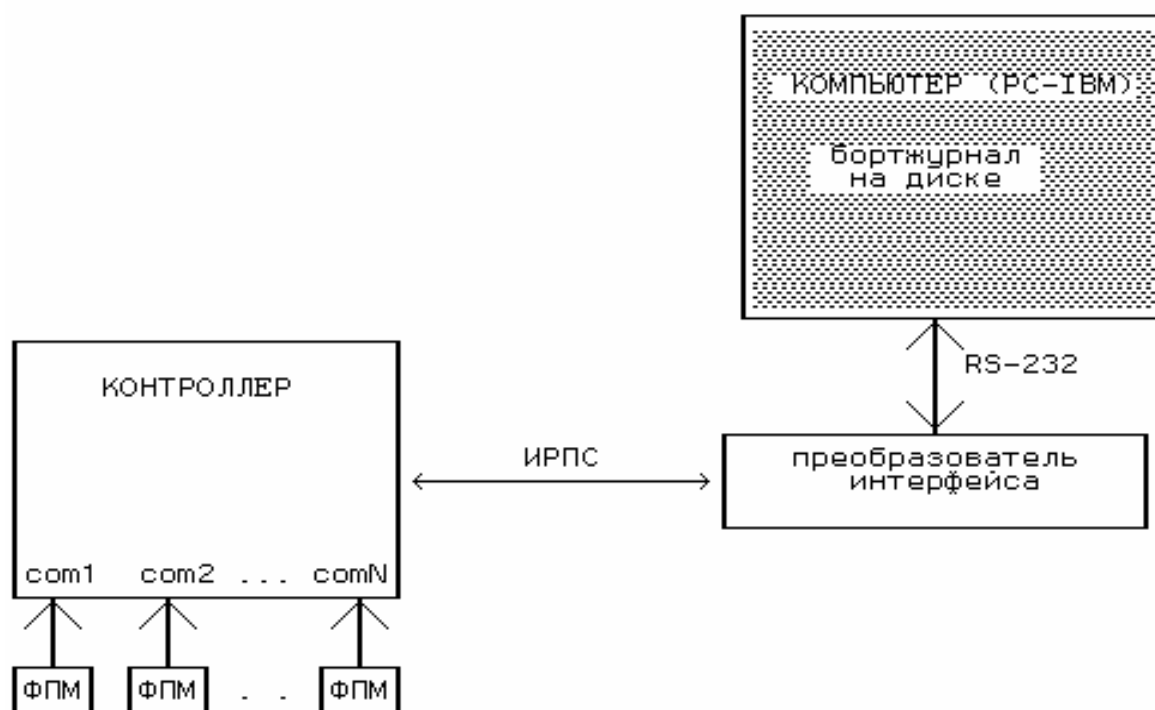 КОМПЬЮТЕР (PC-IBM)
бортжурнал
на диске
RS-232
КОНТРОЛЛЕР
ИРПС
преобразователь
интерфейса
com1 com2 ... comN
ФПМ ФПМ . . ФПМ